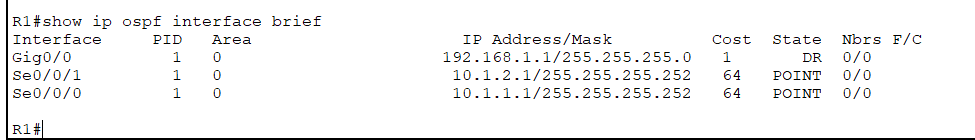 R1#show ip ospf interface brief
Interface PID Area IP Address/Mask Cost State Nbrs F/C
Gig0/0 1 0 192.168.1.1/255.255.255.0 1 DR 0/0
Se0/0/1 1 0 10.1.2.1/255.255.255.252 64 POINT 0/0
Se0/0/0 1 0 10.1.1.1/255.255.255.252 64 POINT 0/0
R1#